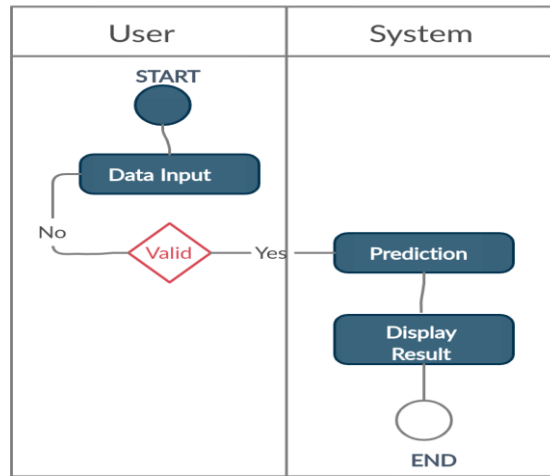 User
System
START
Data Input
No
Valid
Yes
Prediction
Display
Result
END